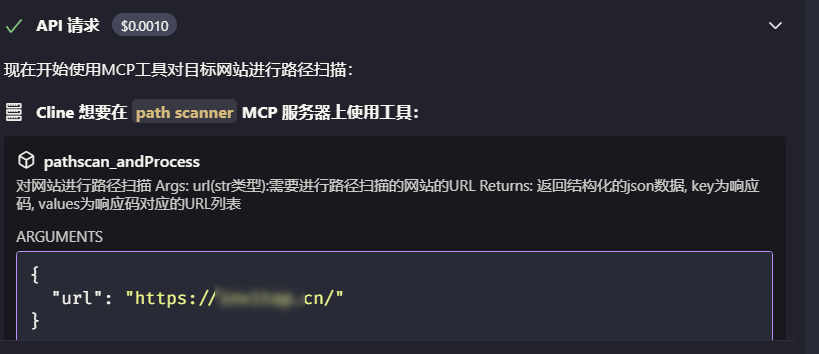 API 请求 $0.0010
现在开始使用MCP工具对目标网站进行路径扫描：
Cline 想要在 path scanner MCP 服务器上使用工具：
pathscan_andProcess
对网站进行路径扫描 Args: url(str类型):需要进行路径扫描的网站的URL Returns: 返回结构化的json数据, key为响应
码, values为响应码对应的URL列表
ARGUMENTS
{
"url": "https://cn/"
}